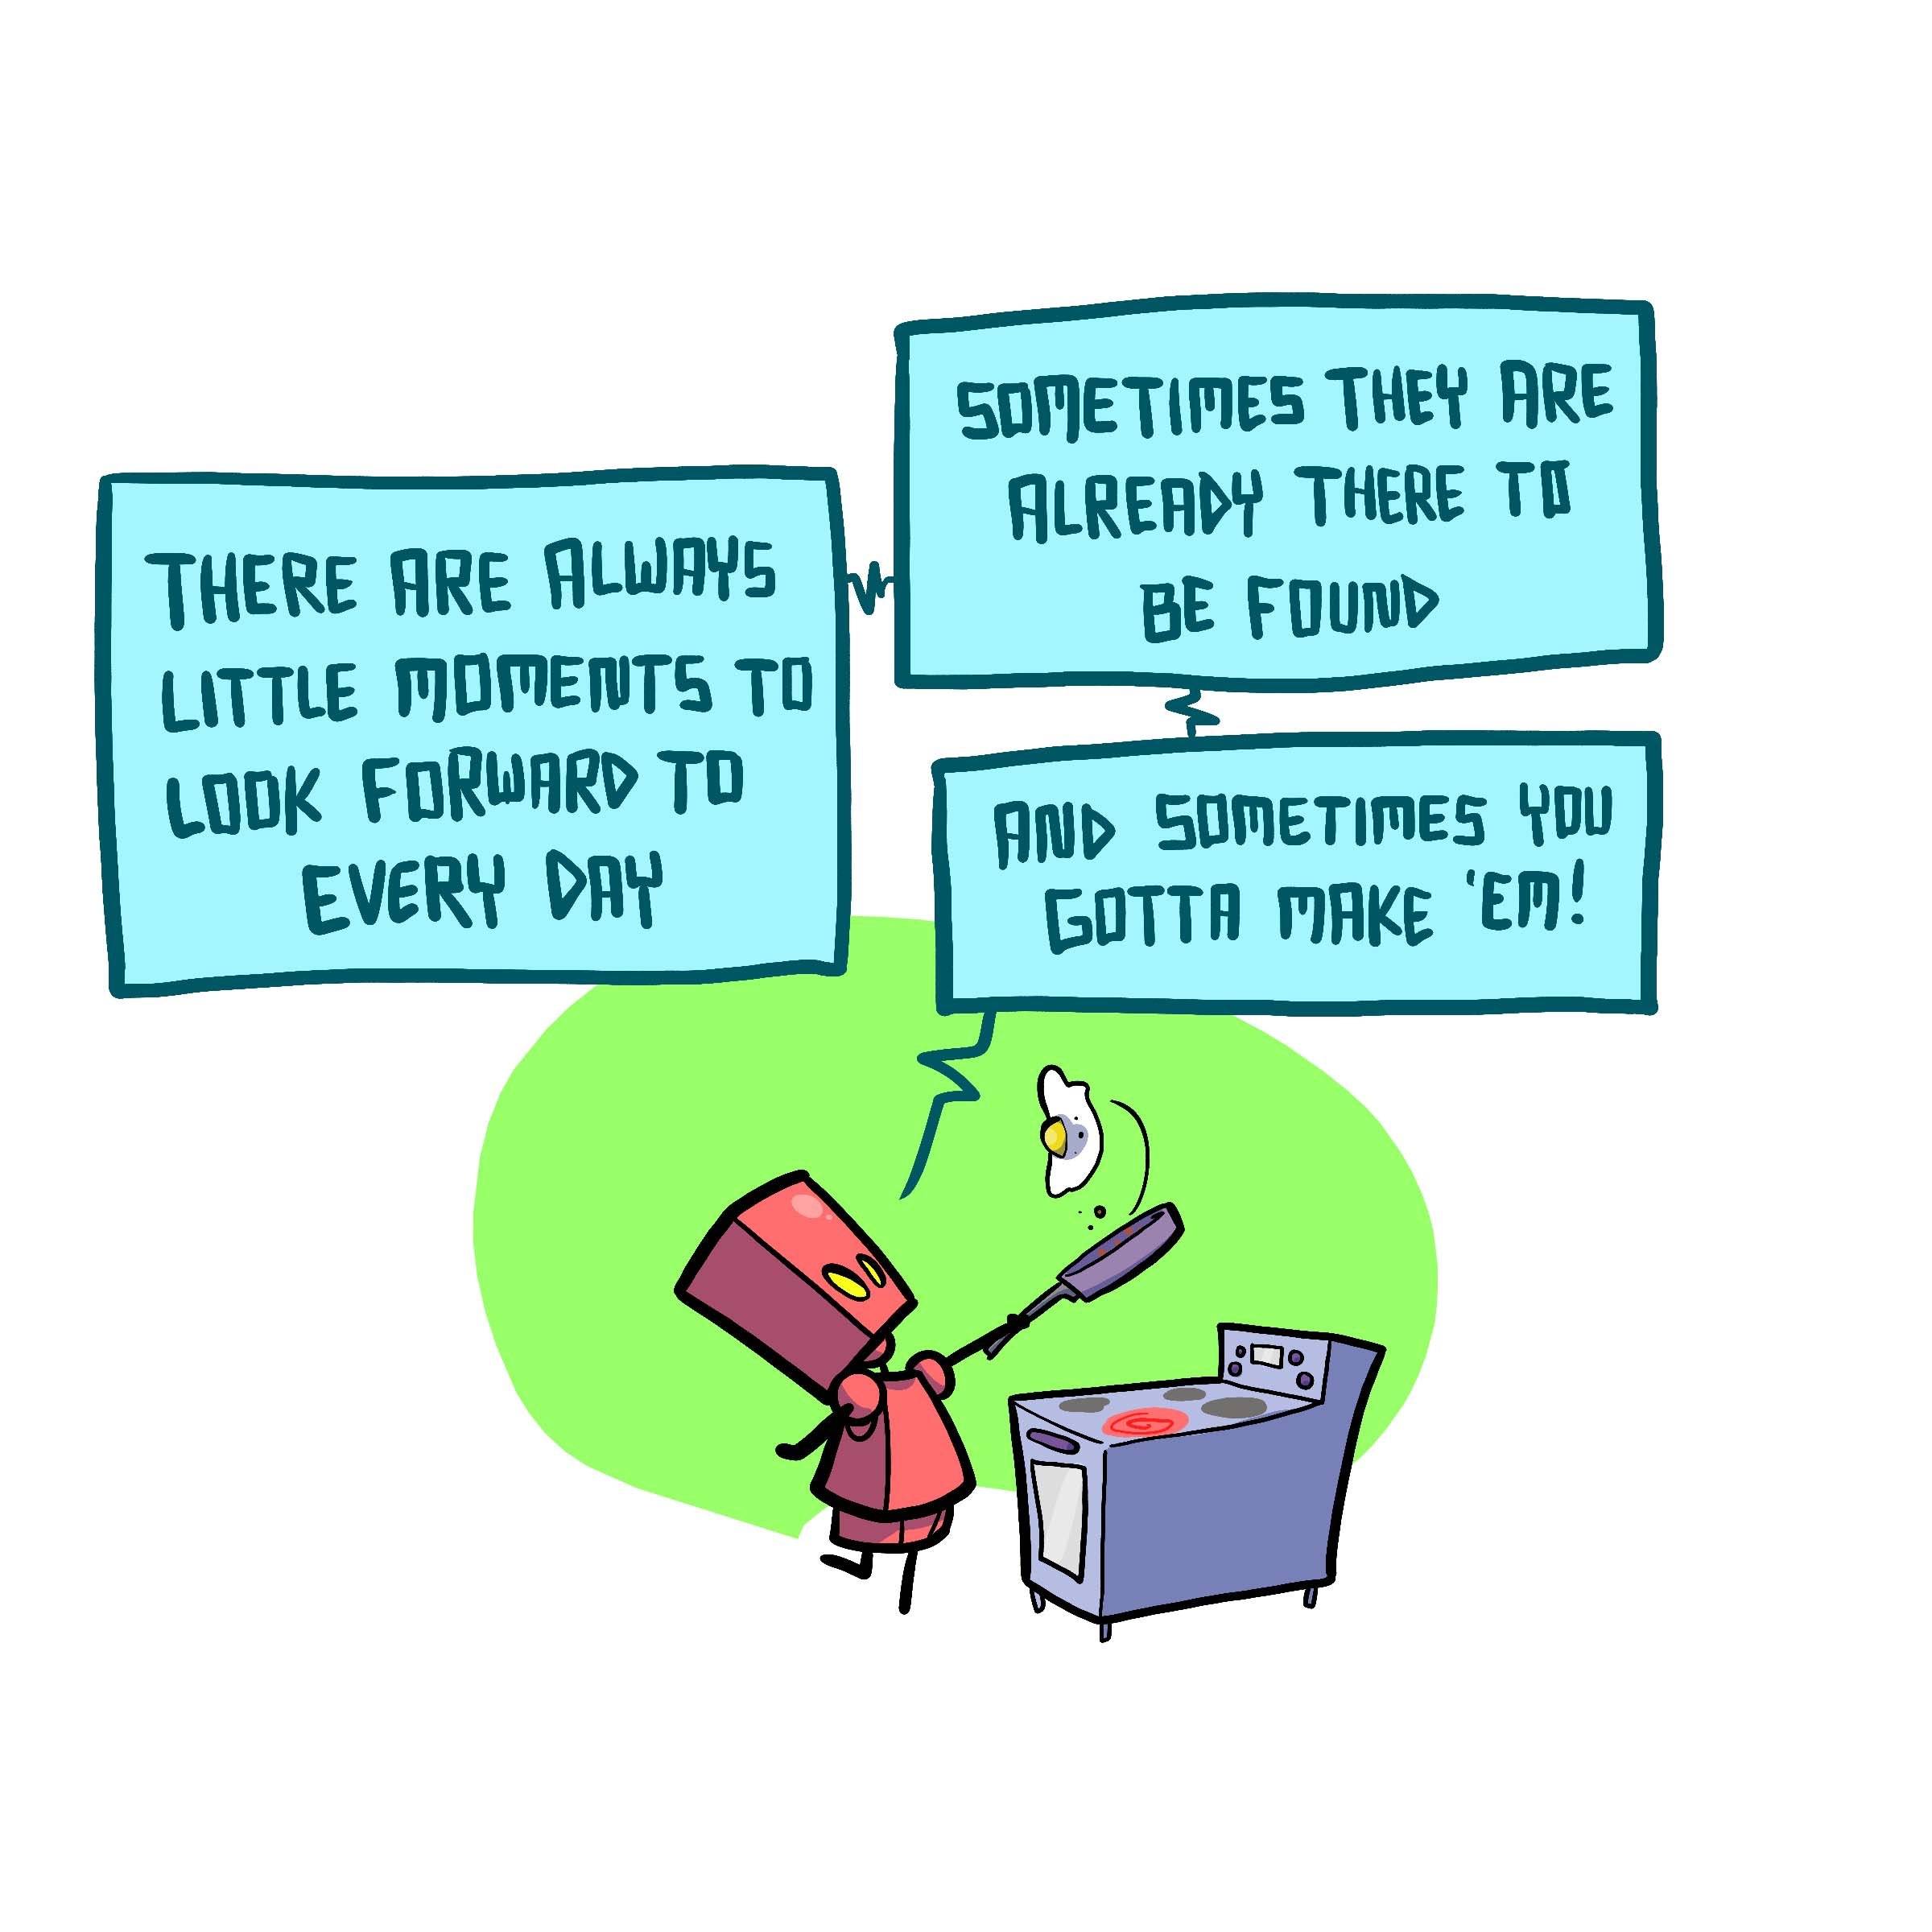 THERE ARE ALWAYS
LITTLE MOMENTS TO
LOOK FORWARD TO
EVERY DAY
SOMETIMES THEY ARE
ALREADY THERE TO
BE FOUND
AND SOMETIMES YOU
GOTTA MAKE 'EM!